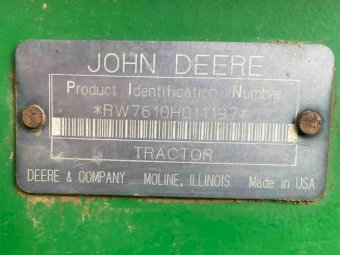 JOHN DEERE
Product Identification Number
*RW7610H011197*
TRACTOR
DEERE & COMPANY MOLINE, ILLINOIS Made in USA